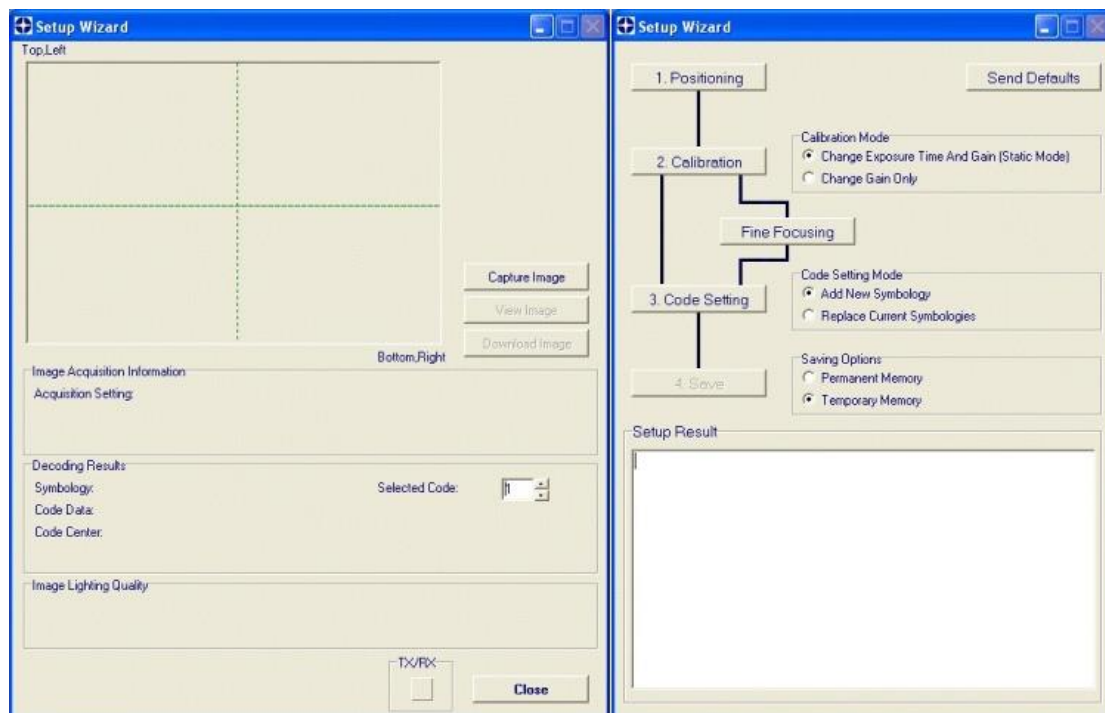 Setup Wizard
Top,Left
Capture Image
View Image
Download Image
Bottom,Right
Image Acquisition Information
Acquisition Setting:
Decoding Results
Symbology:
Selected Code:
1
Code Data:
Code Center:
Image Lighting Quality
TX/RX
Close
Setup Wizard
1. Positioning
Send Defaults
Calibration Mode
2. Calibration
Change Exposure Time And Gain (Static Mode)
Change Gain Only
Fine Focusing
Code Setting Mode
3. Code Setting
Add New Symbology
Replace Current Symbologies
Saving Options
4. Save
Permanent Memory
Temporary Memory
Setup Result